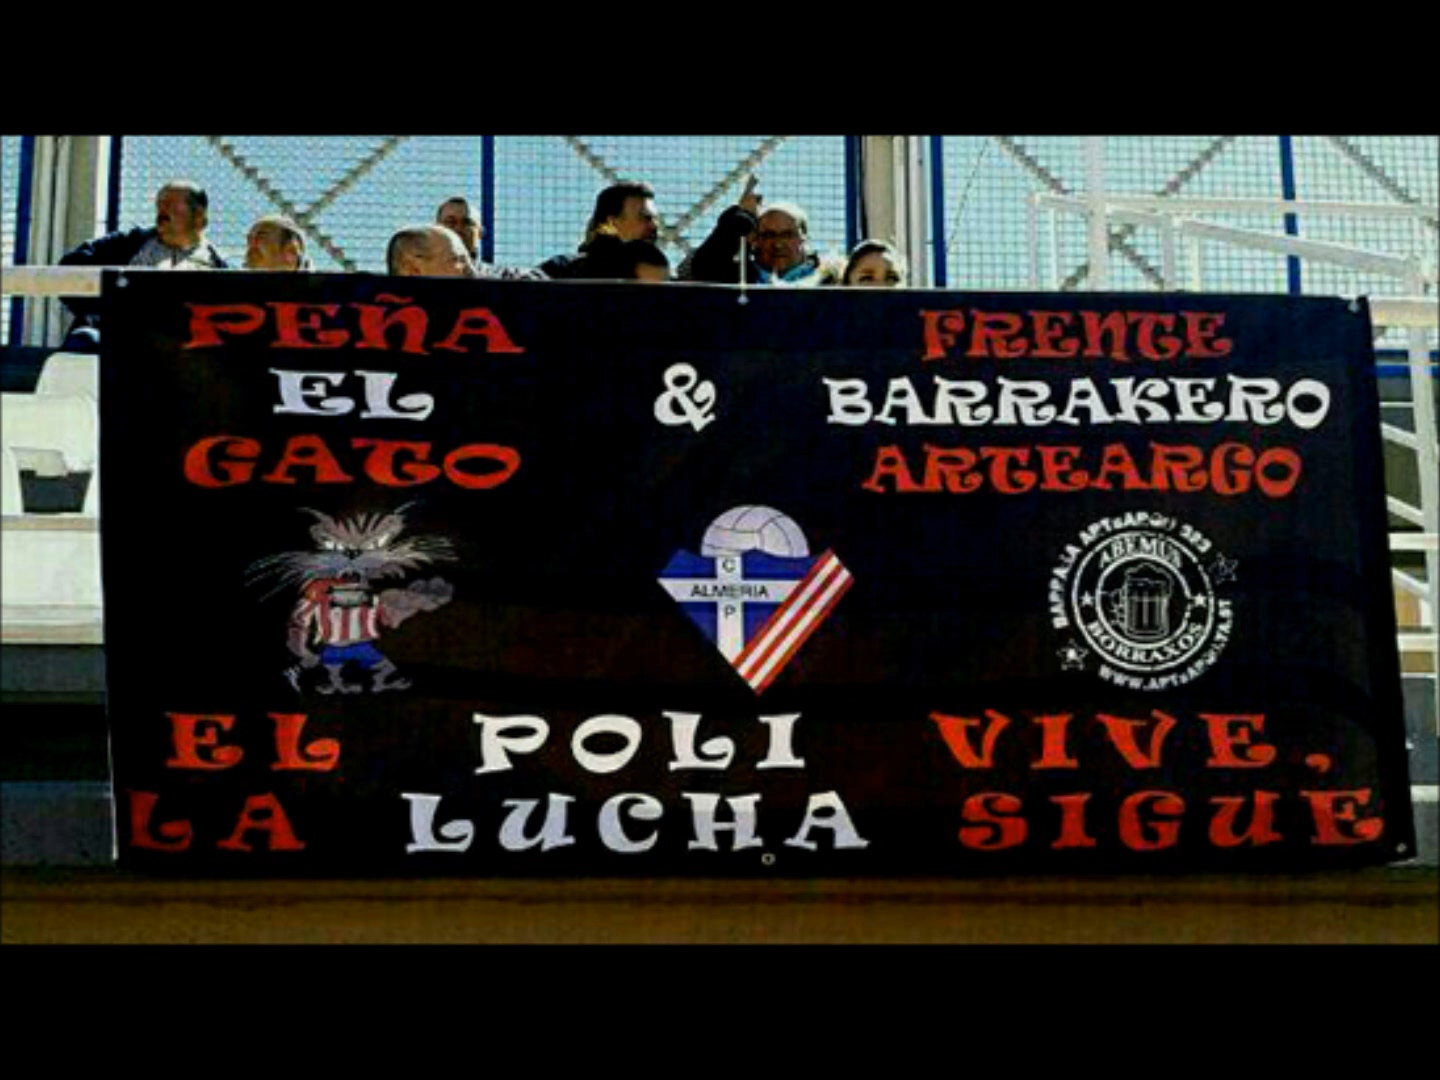 PEÑA
EL
GATO
&
FRENTE
BARRAKERO
ARTEARGO
C
ALMERIA
P
ABEMUS
BORRAXOS
EL POLI VIVE,
LA LUCHA SIGUE